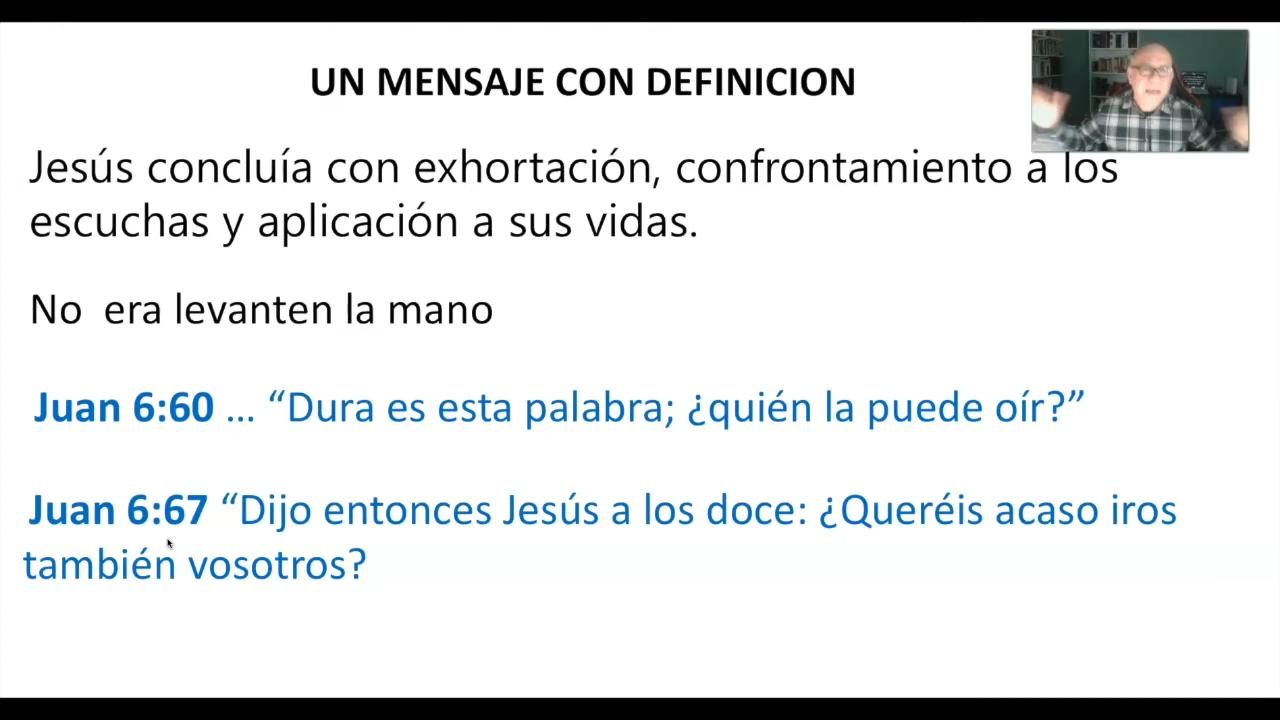 UN MENSAJE CON DEFINICION
Jesús concluía con exhortación, confrontamiento a los
escuchas y aplicación a sus vidas.
No era levanten la mano
Juan 6:60 ... “Dura es esta palabra; ¿quién la puede oír?”
Juan 6:67 “Dijo entonces Jesús a los doce: ¿Queréis acaso iros
también vosotros?